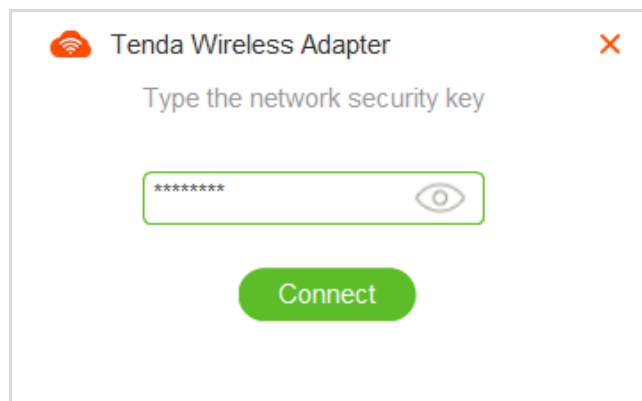 Tenda Wireless Adapter
Type the network security key
********
Connect